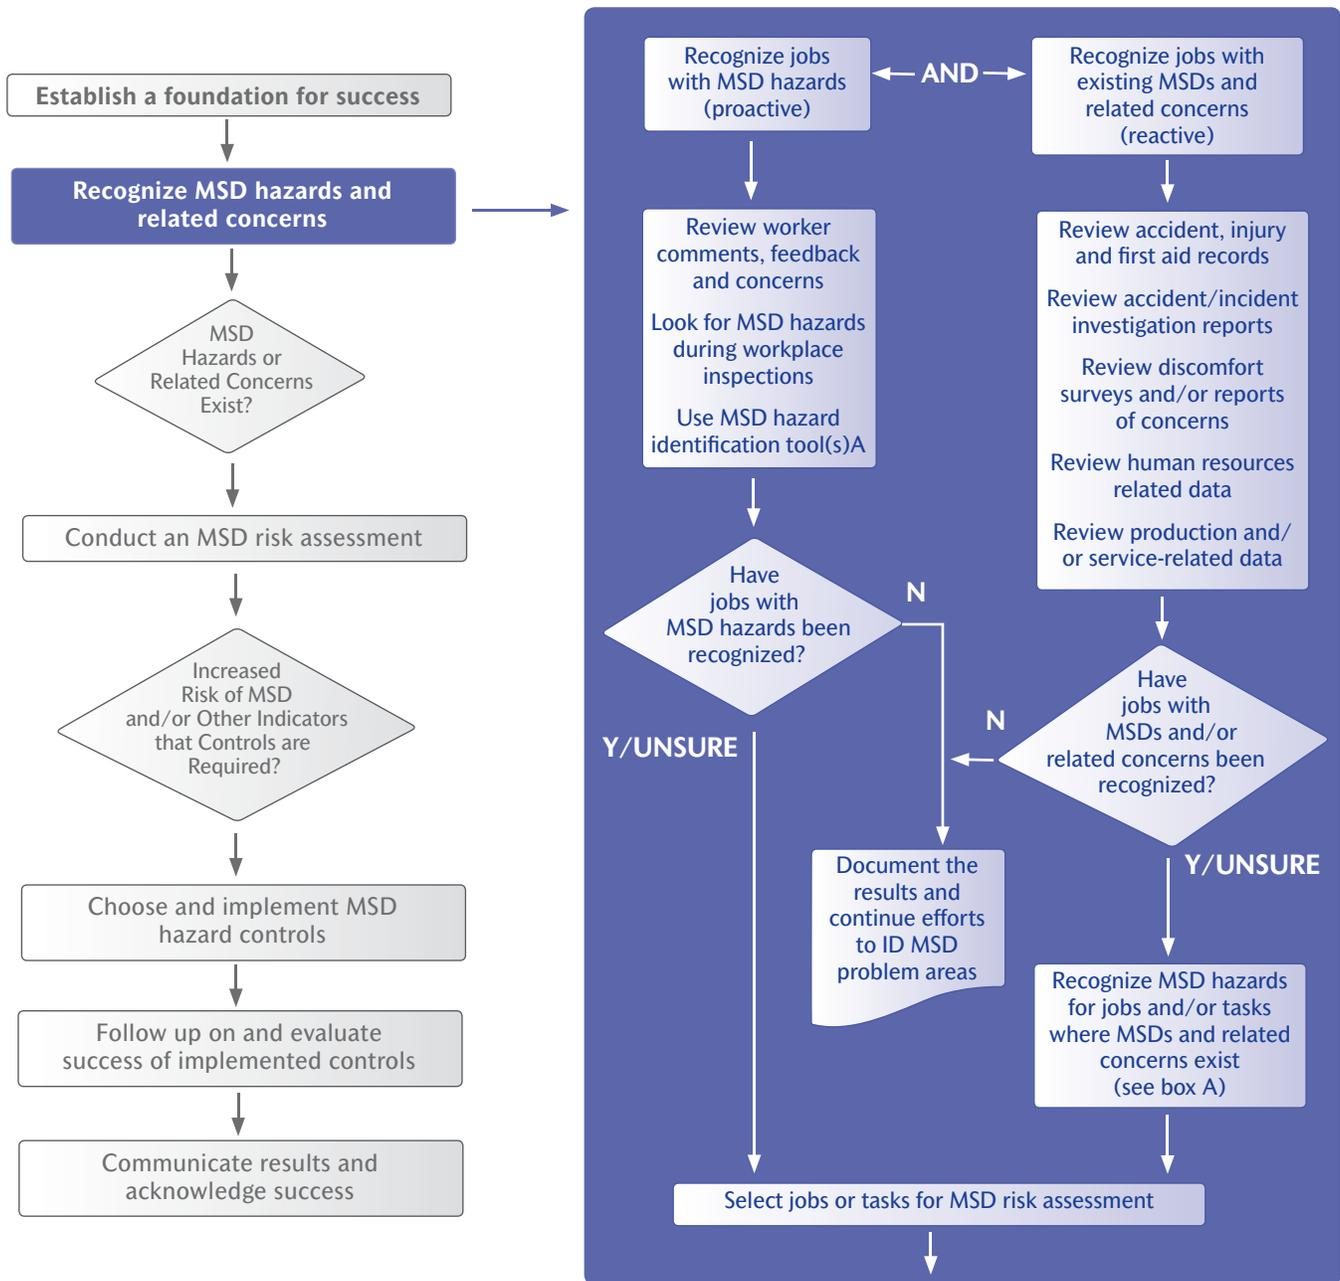 Establish a foundation for success
Recognize MSD hazards and
related concerns
MSD
Hazards or
Related Concerns
Exist?
Conduct an MSD risk assessment
Increased
Risk of MSD
and/or Other Indicators
that Controls are
Required?
Choose and implement MSD
hazard controls
Follow up on and evaluate
success of implemented controls
Communicate results and
acknowledge success
Recognize jobs
with MSD hazards
(proactive)
AND
Recognize jobs with
existing MSDs and
related concerns
(reactive)
Review worker
comments, feedback
and concerns
Look for MSD hazards
during workplace
inspections
Use MSD hazard
identification tool(s)A
Review accident, injury
and first aid records
Review accident/incident
investigation reports
Review discomfort
surveys and/or reports
of concerns
Review human resources
related data
Review production and/
or service-related data
Have
jobs with
MSD hazards been
recognized?
N
Y/UNSURE
Have
jobs with
MSDs and/or
related concerns been
recognized?
N
Y/UNSURE
Document the
results and
continue efforts
to ID MSD
problem areas
Recognize MSD hazards
for jobs and/or tasks
where MSDs and related
concerns exist
(see box A)
Select jobs or tasks for MSD risk assessment